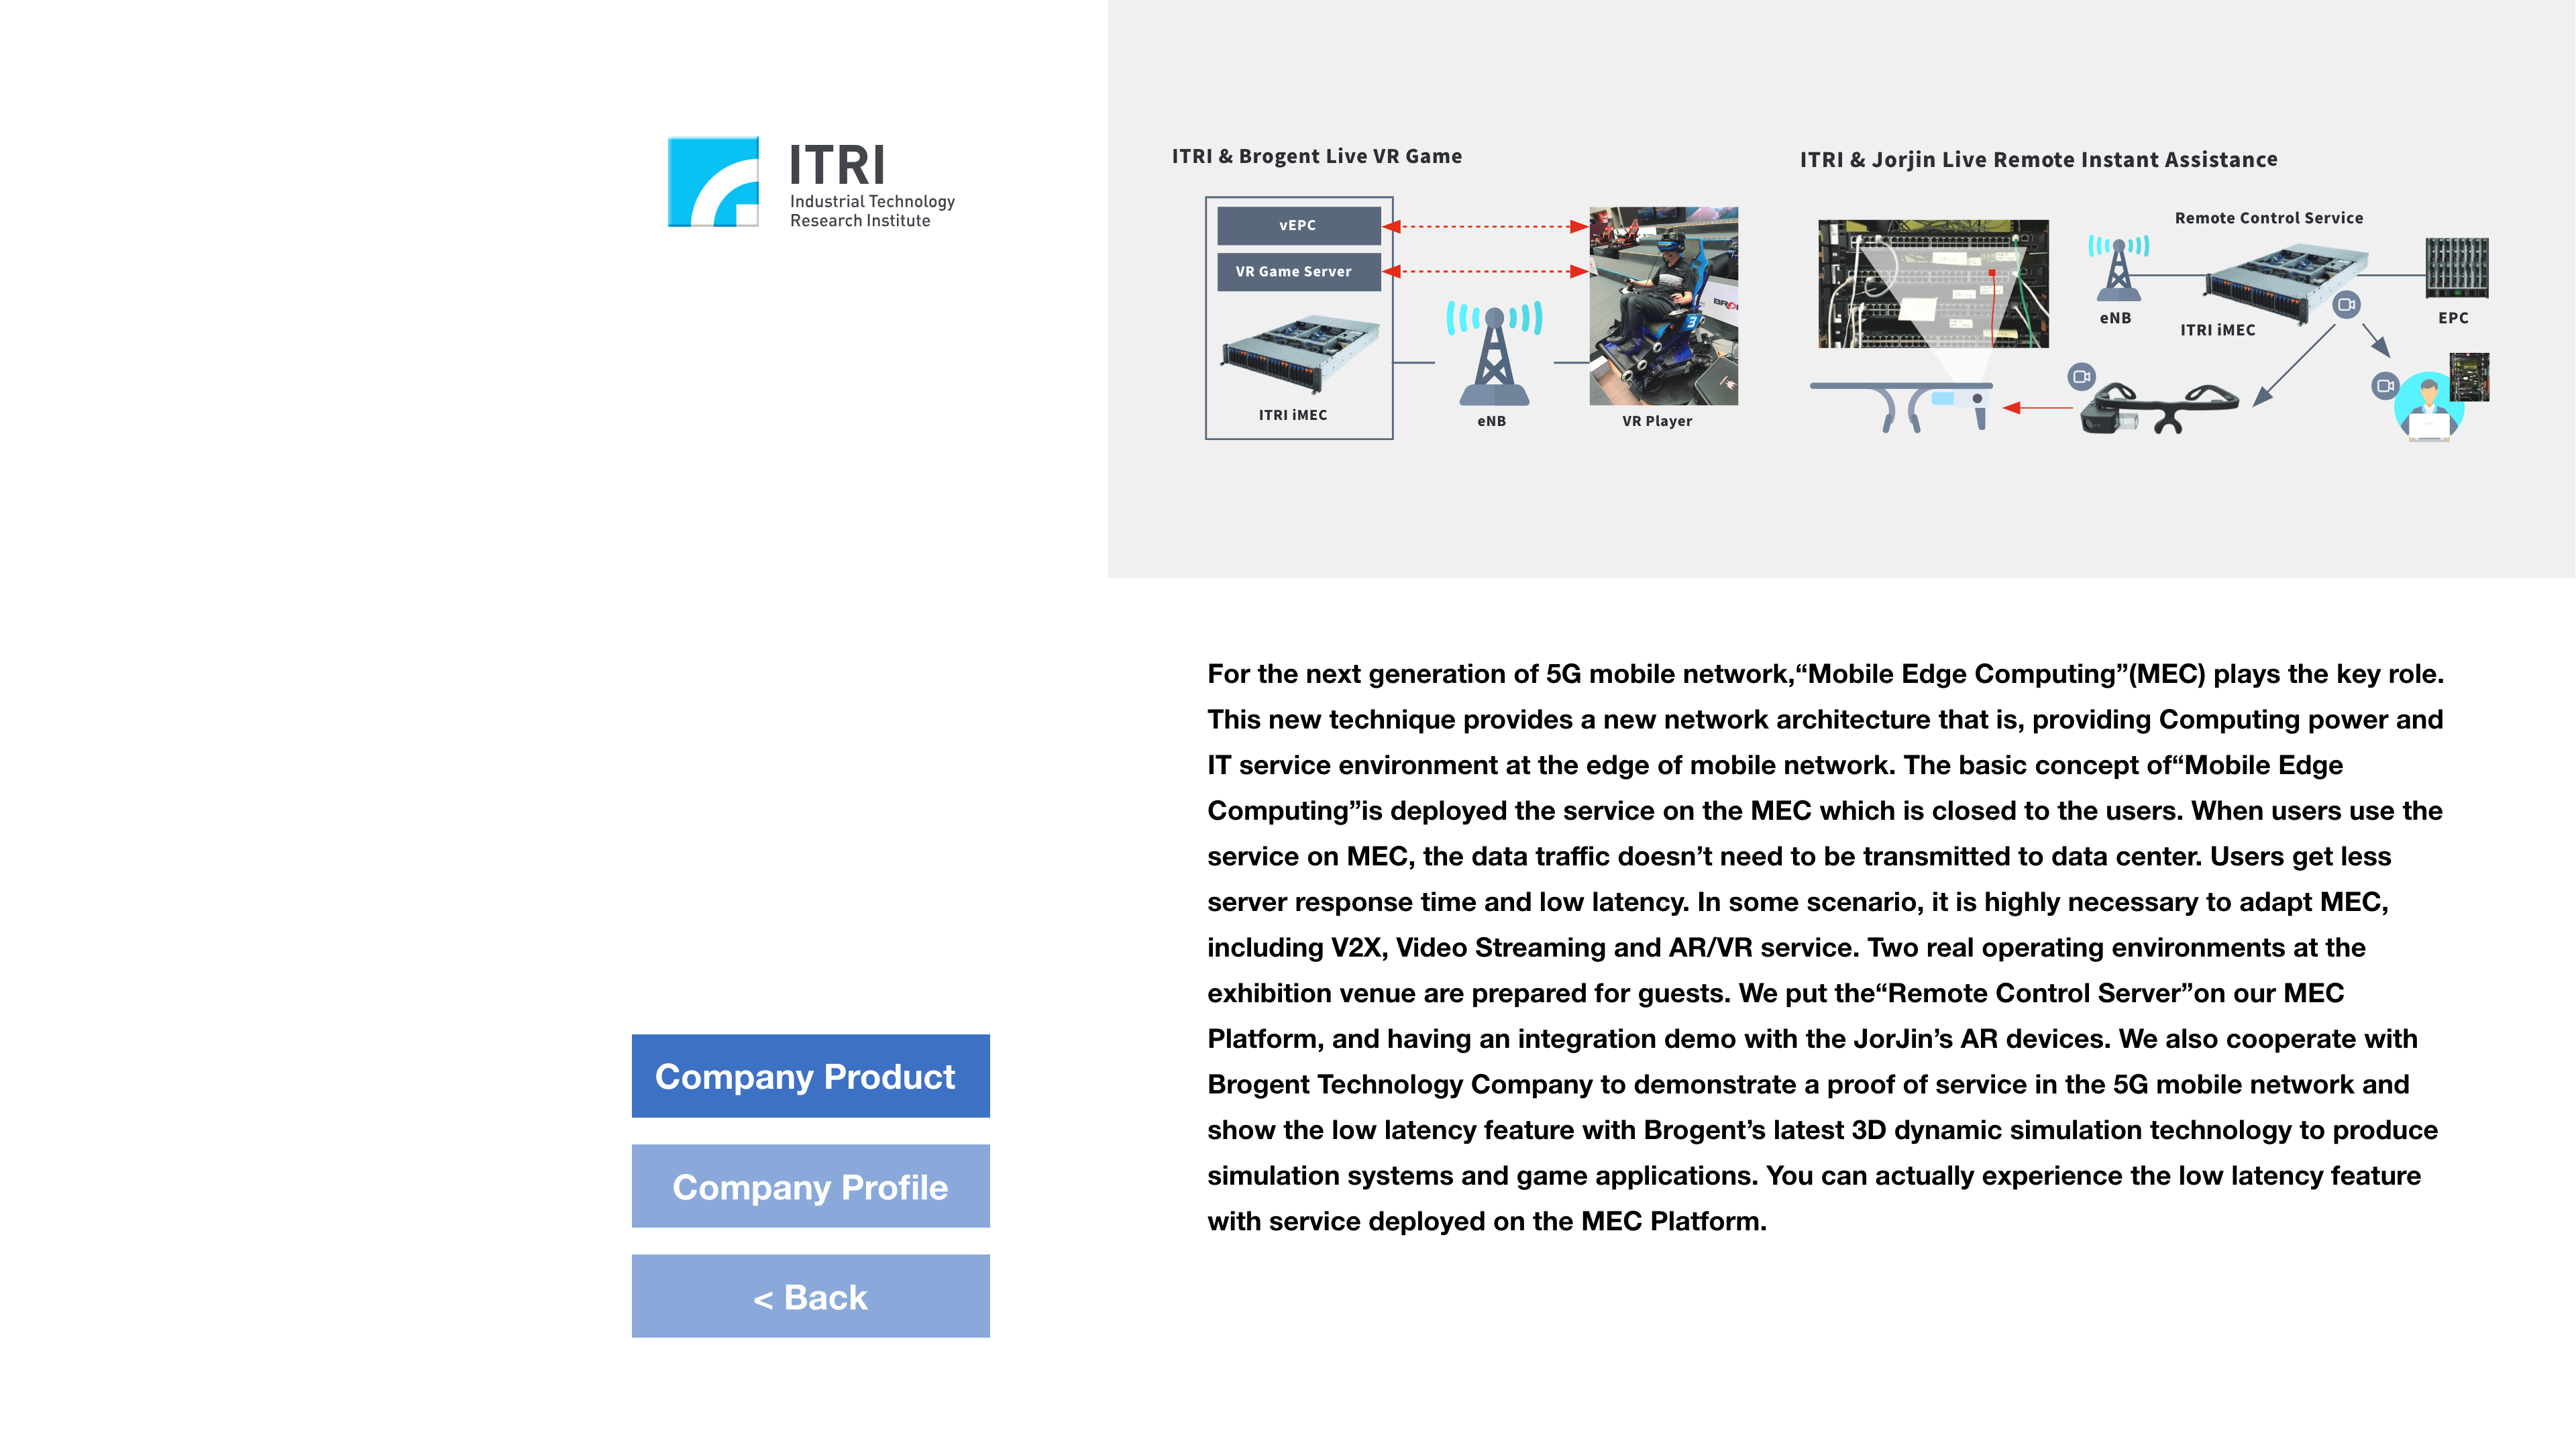 ITRI
Industrial Technology
Research Institute
ITRI & Brogent Live VR Game
vEPC
VR Game Server
ITRI iMEC
eNB
VR Player
3
ITRI & Jorjin Live Remote Instant Assistance
Remote Control Service
eNB
ITRI iMEC
EPC
For the next generation of 5G mobile network,“Mobile Edge Computing”(MEC) plays the key role.
This new technique provides a new network architecture that is, providing Computing power and
IT service environment at the edge of mobile network. The basic concept of“Mobile Edge
Computing”is deployed the service on the MEC which is closed to the users. When users use the
service on MEC, the data traffic doesn’t need to be transmitted to data center. Users get less
server response time and low latency. In some scenario, it is highly necessary to adapt MEC,
including V2X, Video Streaming and AR/VR service. Two real operating environments at the
exhibition venue are prepared for guests. We put the“Remote Control Server”on our MEC
Platform, and having an integration demo with the JorJin’s AR devices. We also cooperate with
Brogent Technology Company to demonstrate a proof of service in the 5G mobile network and
show the low latency feature with Brogent’s latest 3D dynamic simulation technology to produce
simulation systems and game applications. You can actually experience the low latency feature
with service deployed on the MEC Platform.
Company Product
Company Profile
< Back